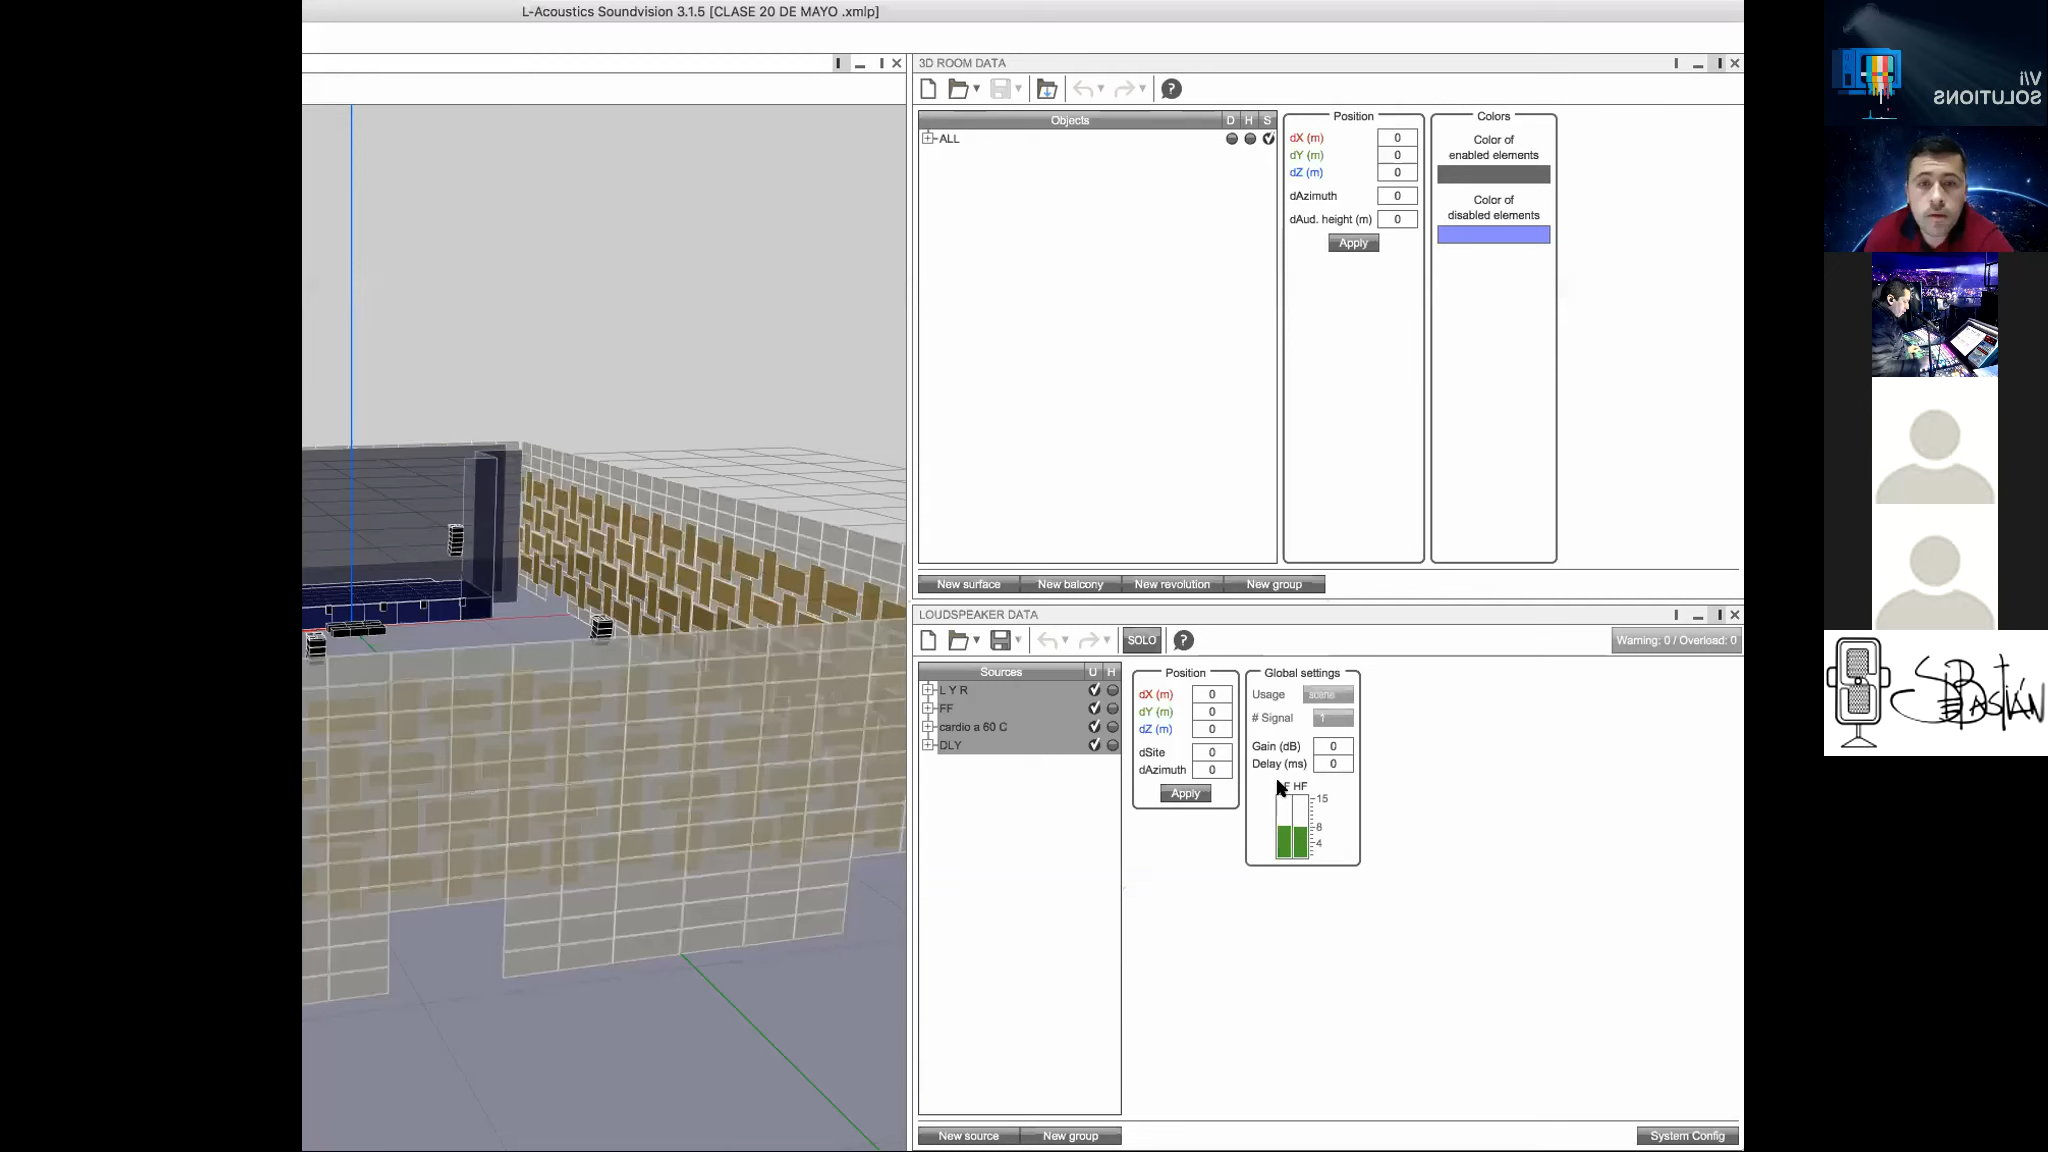 L-Acoustics Soundvision 3.1.5 [CLASE 20 DE MAYO .xmlp]
3D ROOM DATA
Objects D H S
ALL
Position
dX (m) 0
dY (m) 0
dZ (m) 0
dAzimuth 0
dAud. height (m) 0
Apply
Colors
Color of
enabled elements
Color of
disabled elements
New surface New balcony New revolution New group
LOUDSPEAKER DATA
SOLO
Warning: 0 / Overload: 0
Sources U H
L Y R
FF
cardio a 60 C
DLY
Position
dX (m) 0
dY (m) 0
dZ (m) 0
dSite 0
dAzimuth 0
Apply
Global settings
Usage scene
# Signal 1
Gain (dB) 0
Delay (ms) 0
HF
15
8
4
New source New group
System Config
SOLUTIONS
SEBASTIÁN